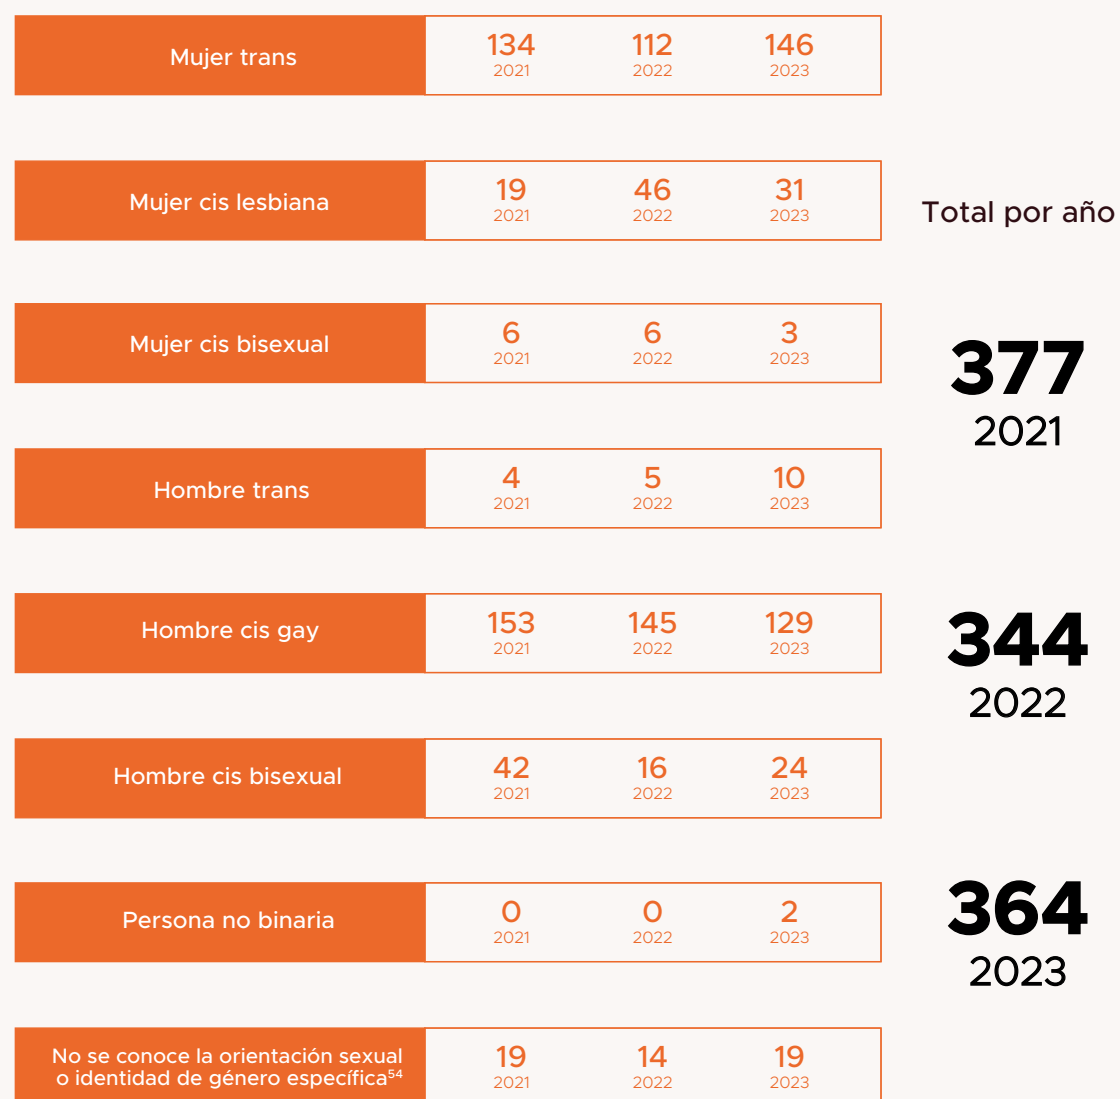 Mujer trans
134 112 146
2021 2022 2023
Mujer cis lesbiana
19 46 31
2021 2022 2023
Mujer cis bisexual
6 6 3
2021 2022 2023
Hombre trans
4 5 10
2021 2022 2023
Hombre cis gay
153 145 129
2021 2022 2023
Hombre cis bisexual
42 16 24
2021 2022 2023
Persona no binaria
0 0 2
2021 2022 2023
No se conoce la orientación sexual
o identidad de género específica54
19 14 19
2021 2022 2023
Total por año
377
2021
344
2022
364
2023